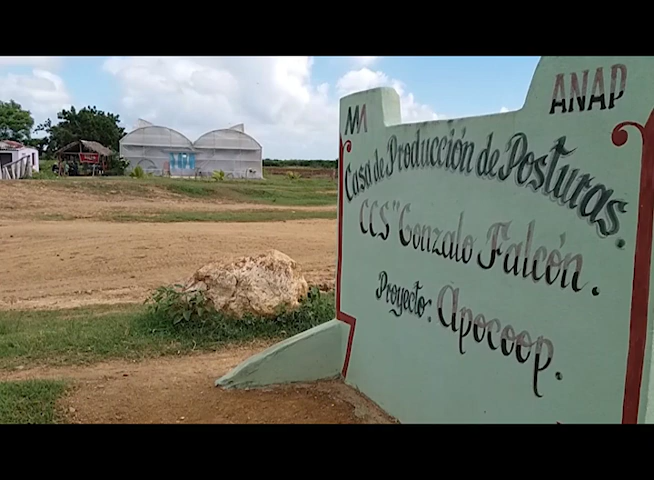 ANAP
Casa de Producción de Posturas.
CCS "Gonzalo Falcón.
Proyecto: Apocoop.